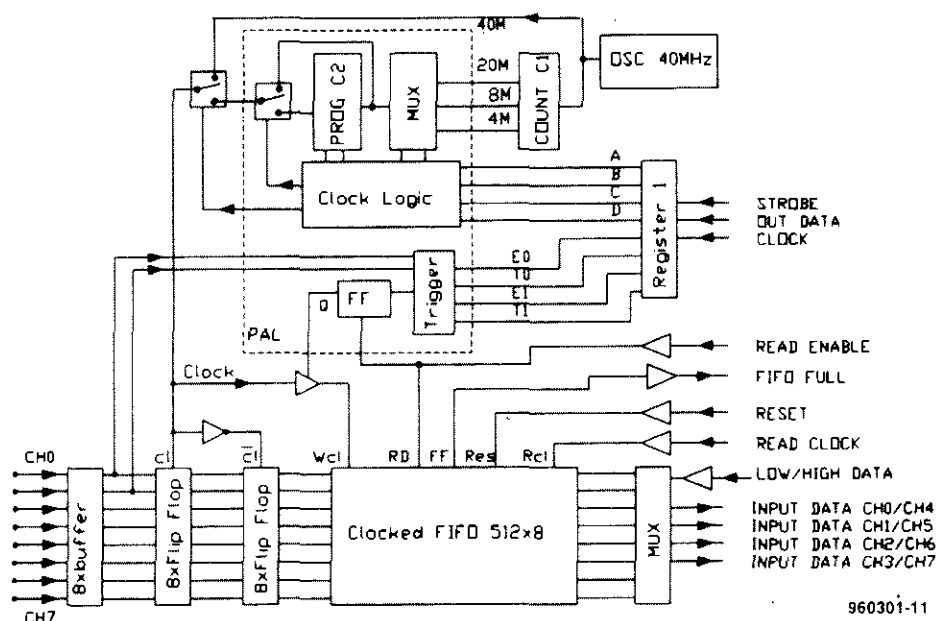 40M
OSC 40MHz
PROG C2
MUX
20M
8M
4M
COUNT C1
Clock Logic
A
B
C
D
Register 1
STROBE
OUT DATA
CLOCK
E0
T0
E1
T1
Trigger
Q
FF
PAL
READ ENABLE
FIFO FULL
RESET
READ CLOCK
Clock
CH0
cl
cl
Wcl
RD
FF
Res
Rcl
LOW/HIGH DATA
8xbuffer
8xFlip Flop
8xFlip Flop
Clocked FIFO 512x8
MUX
INPUT DATA CH0/CH4
INPUT DATA CH1/CH5
INPUT DATA CH2/CH6
INPUT DATA CH3/CH7
CH7
960301-11